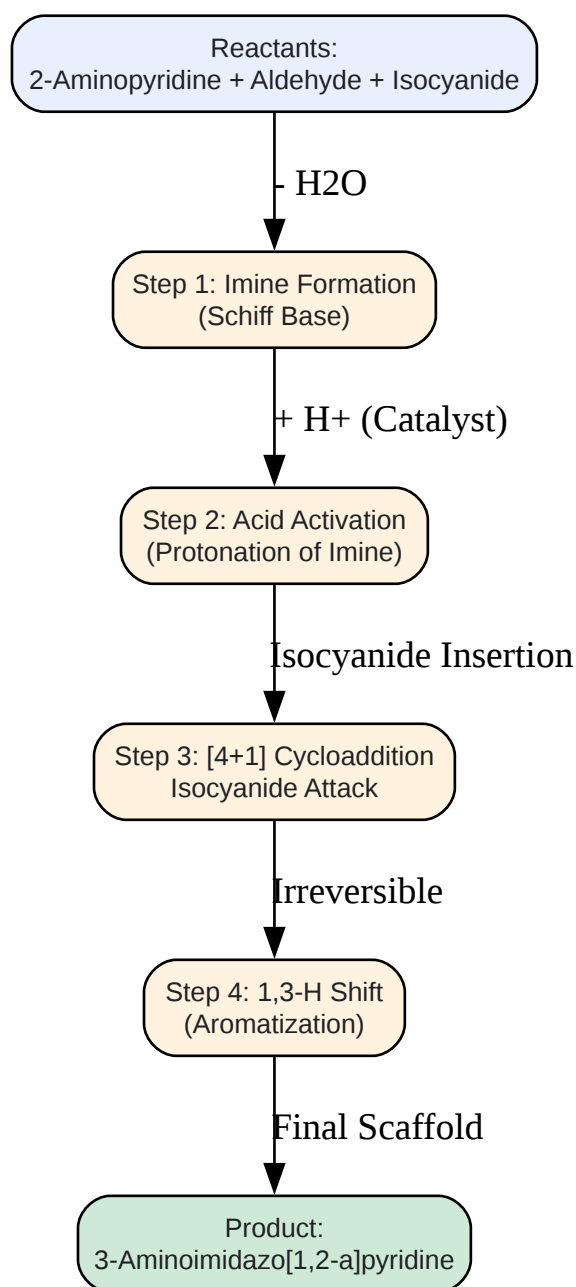 Reactants:
2-Aminopyridine + Aldehyde + Isocyanide
- H2O
Step 1: Imine Formation
(Schiff Base)
+ H+ (Catalyst)
Step 2: Acid Activation
(Protonation of Imine)
Isocyanide Insertion
Step 3: [4+1] Cycloaddition
Isocyanide Attack
Irreversible
Step 4: 1,3-H Shift
(Aromatization)
Final Scaffold
Product:
3-Aminoimidazo[1,2-a]pyridine